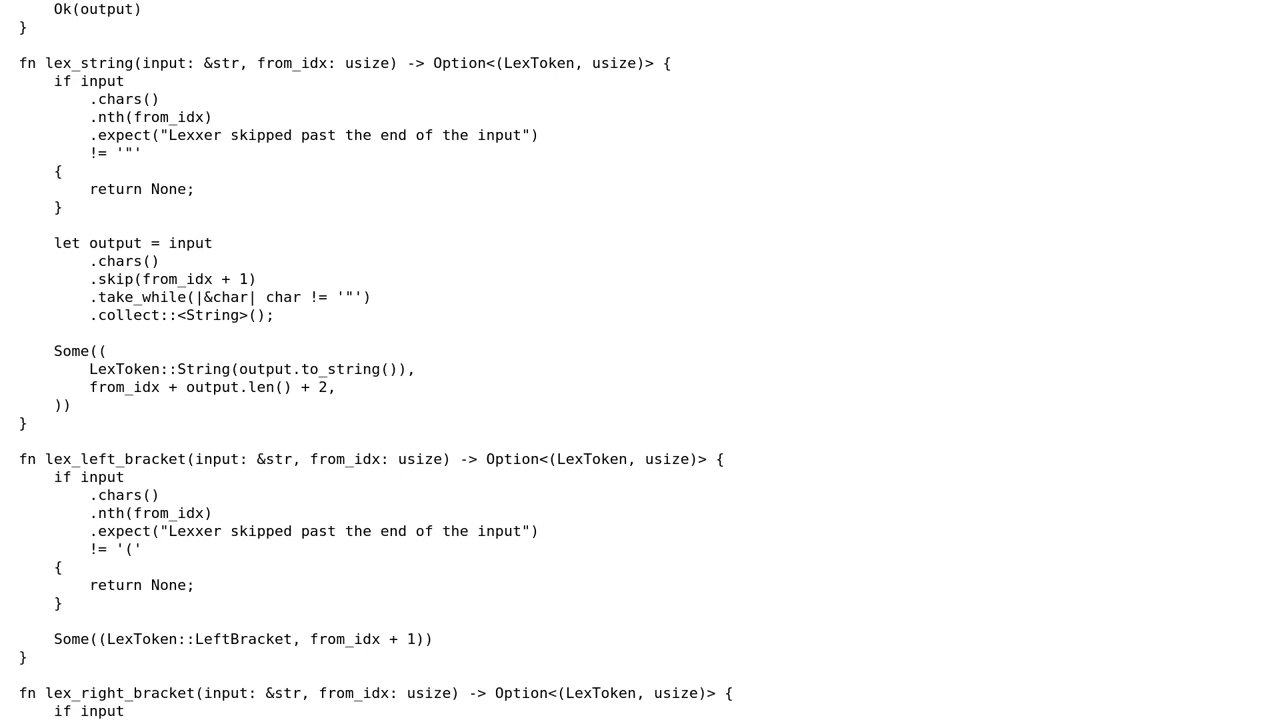 Ok(output)
}

fn lex_string(input: &str, from_idx: usize) -> Option<(LexToken, usize)> {
    if input
        .chars()
        .nth(from_idx)
        .expect("Lexxer skipped past the end of the input")
        != '"'
    {
        return None;
    }

    let output = input
        .chars()
        .skip(from_idx + 1)
        .take_while(|&char| char != '"')
        .collect::<String>();

    Some((
        LexToken::String(output.to_string()),
        from_idx + output.len() + 2,
    ))
}

fn lex_left_bracket(input: &str, from_idx: usize) -> Option<(LexToken, usize)> {
    if input
        .chars()
        .nth(from_idx)
        .expect("Lexxer skipped past the end of the input")
        != '('
    {
        return None;
    }

    Some((LexToken::LeftBracket, from_idx + 1))
}

fn lex_right_bracket(input: &str, from_idx: usize) -> Option<(LexToken, usize)> {
    if input